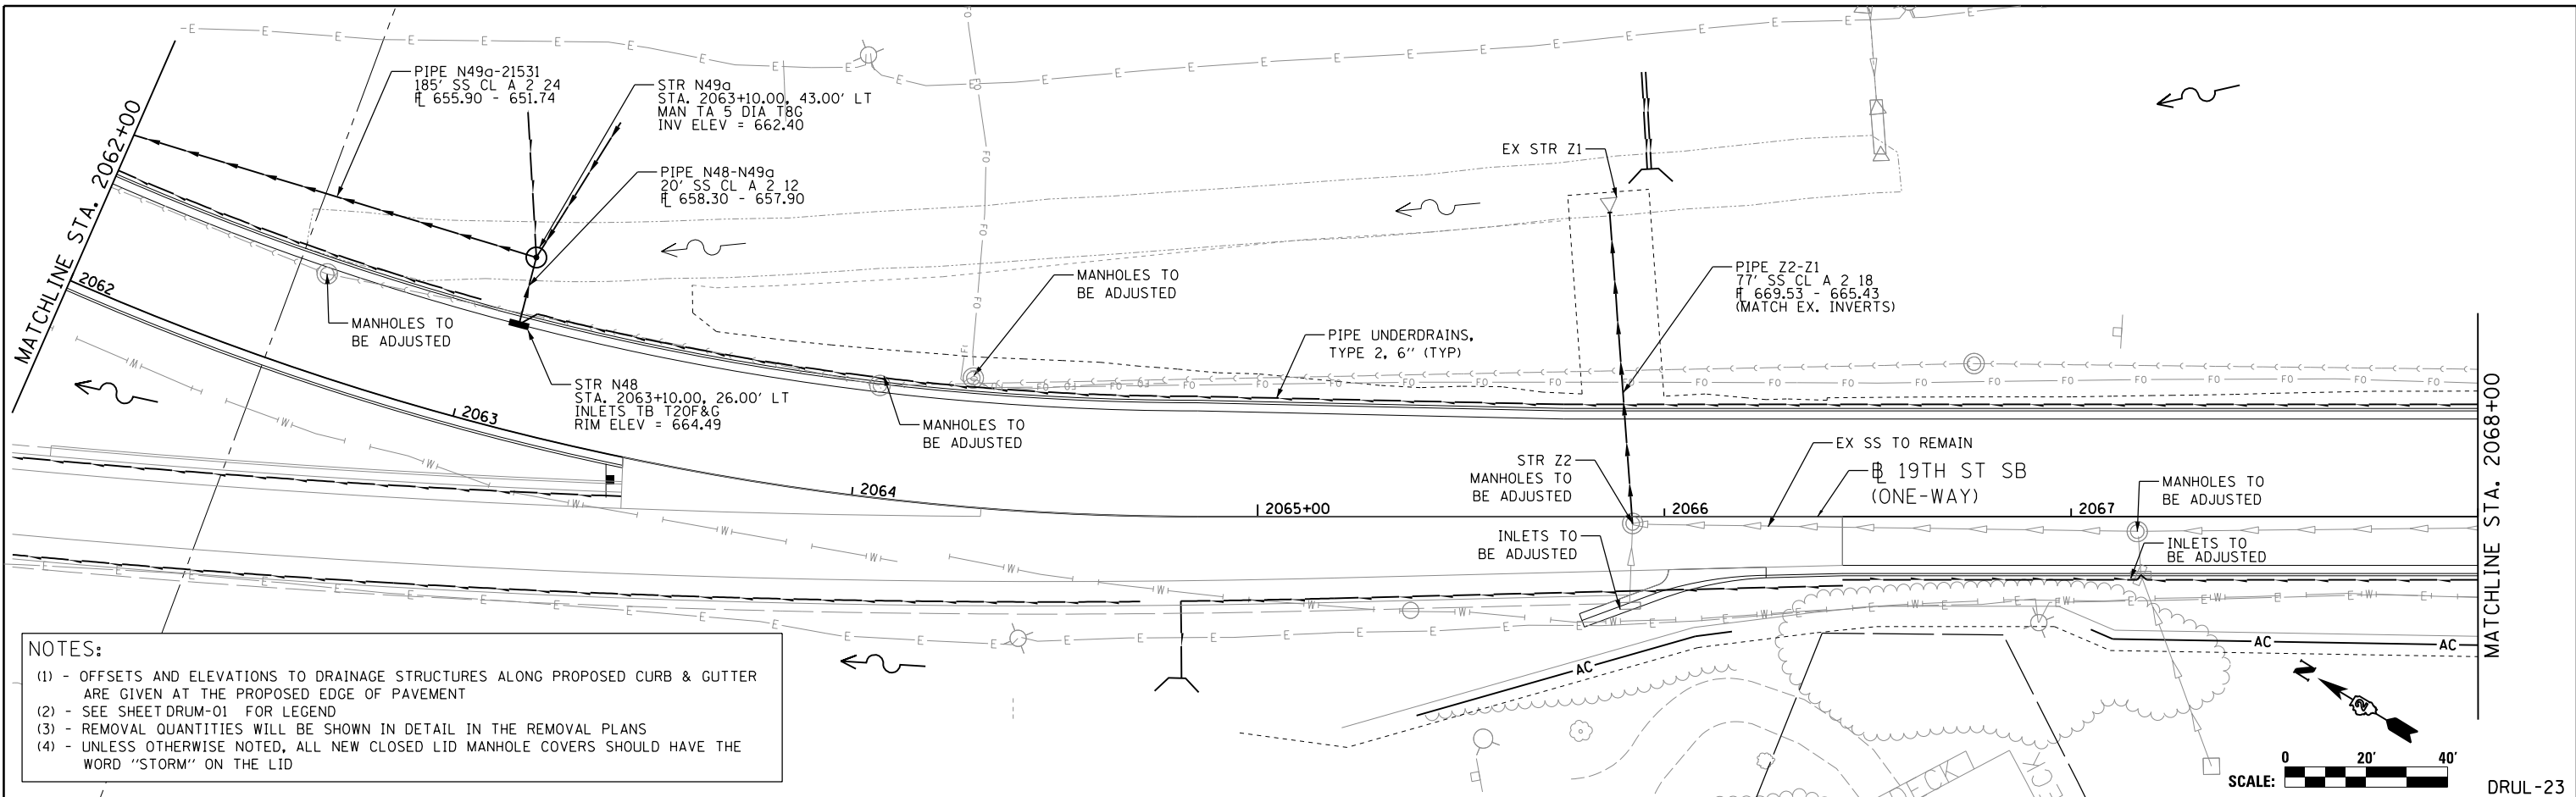 MATCHLINE STA. 2062+00
PIPE N49a-21531
185' SS CL A 2 24
FL 655.90 - 651.74
STR N49a
STA. 2063+10.00, 43.00' LT
MAN TA 5 DIA T8G
INV ELEV = 662.40
PIPE N48-N49a
20' SS CL A 2 12
FL 658.30 - 657.90
MANHOLES TO
BE ADJUSTED
STR N48
STA. 2063+10.00, 26.00' LT
INLETS TB T20F&G
RIM ELEV = 664.49
MANHOLES TO
BE ADJUSTED
MANHOLES TO
BE ADJUSTED
PIPE UNDERDRAINS,
TYPE 2, 6" (TYP)
EX STR Z1
PIPE Z2-Z1
77' SS CL A 2 18
FL 669.53 - 665.43
(MATCH EX. INVERTS)
STR Z2
MANHOLES TO
BE ADJUSTED
INLETS TO
BE ADJUSTED
EX SS TO REMAIN
BL 19TH ST SB
(ONE-WAY)
MANHOLES TO
BE ADJUSTED
INLETS TO
BE ADJUSTED
2062
2063
2064
2065+00
2066
2067
MATCHLINE STA. 2068+00
AC
AC
AC
NOTES:
(1) - OFFSETS AND ELEVATIONS TO DRAINAGE STRUCTURES ALONG PROPOSED CURB & GUTTER
ARE GIVEN AT THE PROPOSED EDGE OF PAVEMENT
(2) - SEE SHEET DRUM-01 FOR LEGEND
(3) - REMOVAL QUANTITIES WILL BE SHOWN IN DETAIL IN THE REMOVAL PLANS
(4) - UNLESS OTHERWISE NOTED, ALL NEW CLOSED LID MANHOLE COVERS SHOULD HAVE THE
WORD "STORM" ON THE LID
DECK
N
2
SCALE:
0 20' 40'
DRUL-23